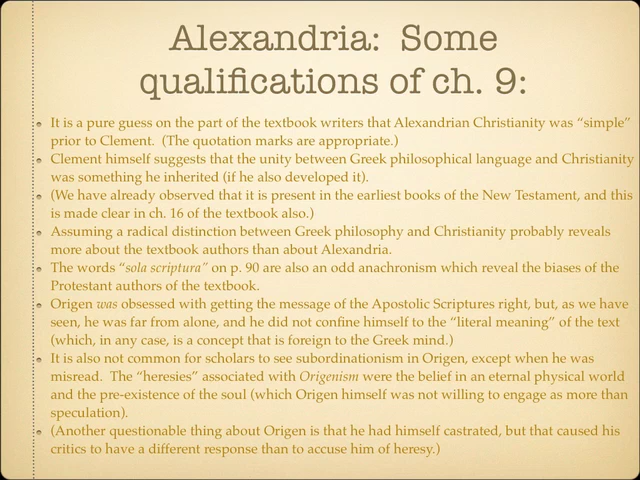 Alexandria: Some
qualifications of ch. 9:
It is a pure guess on the part of the textbook writers that Alexandrian Christianity was “simple”
prior to Clement. (The quotation marks are appropriate.)
Clement himself suggests that the unity between Greek philosophical language and Christianity
was something he inherited (if he also developed it).
(We have already observed that it is present in the earliest books of the New Testament, and this
is made clear in ch. 16 of the textbook also.)
Assuming a radical distinction between Greek philosophy and Christianity probably reveals
more about the textbook authors than about Alexandria.
The words “sola scriptura” on p. 90 are also an odd anachronism which reveal the biases of the
Protestant authors of the textbook.
Origen was obsessed with getting the message of the Apostolic Scriptures right, but, as we have
seen, he was far from alone, and he did not confine himself to the “literal meaning” of the text
(which, in any case, is a concept that is foreign to the Greek mind.)
It is also not common for scholars to see subordinationism in Origen, except when he was
misread. The “heresies” associated with Origenism were the belief in an eternal physical world
and the pre-existence of the soul (which Origen himself was not willing to engage as more than
speculation).
(Another questionable thing about Origen is that he had himself castrated, but that caused his
critics to have a different response than to accuse him of heresy.)